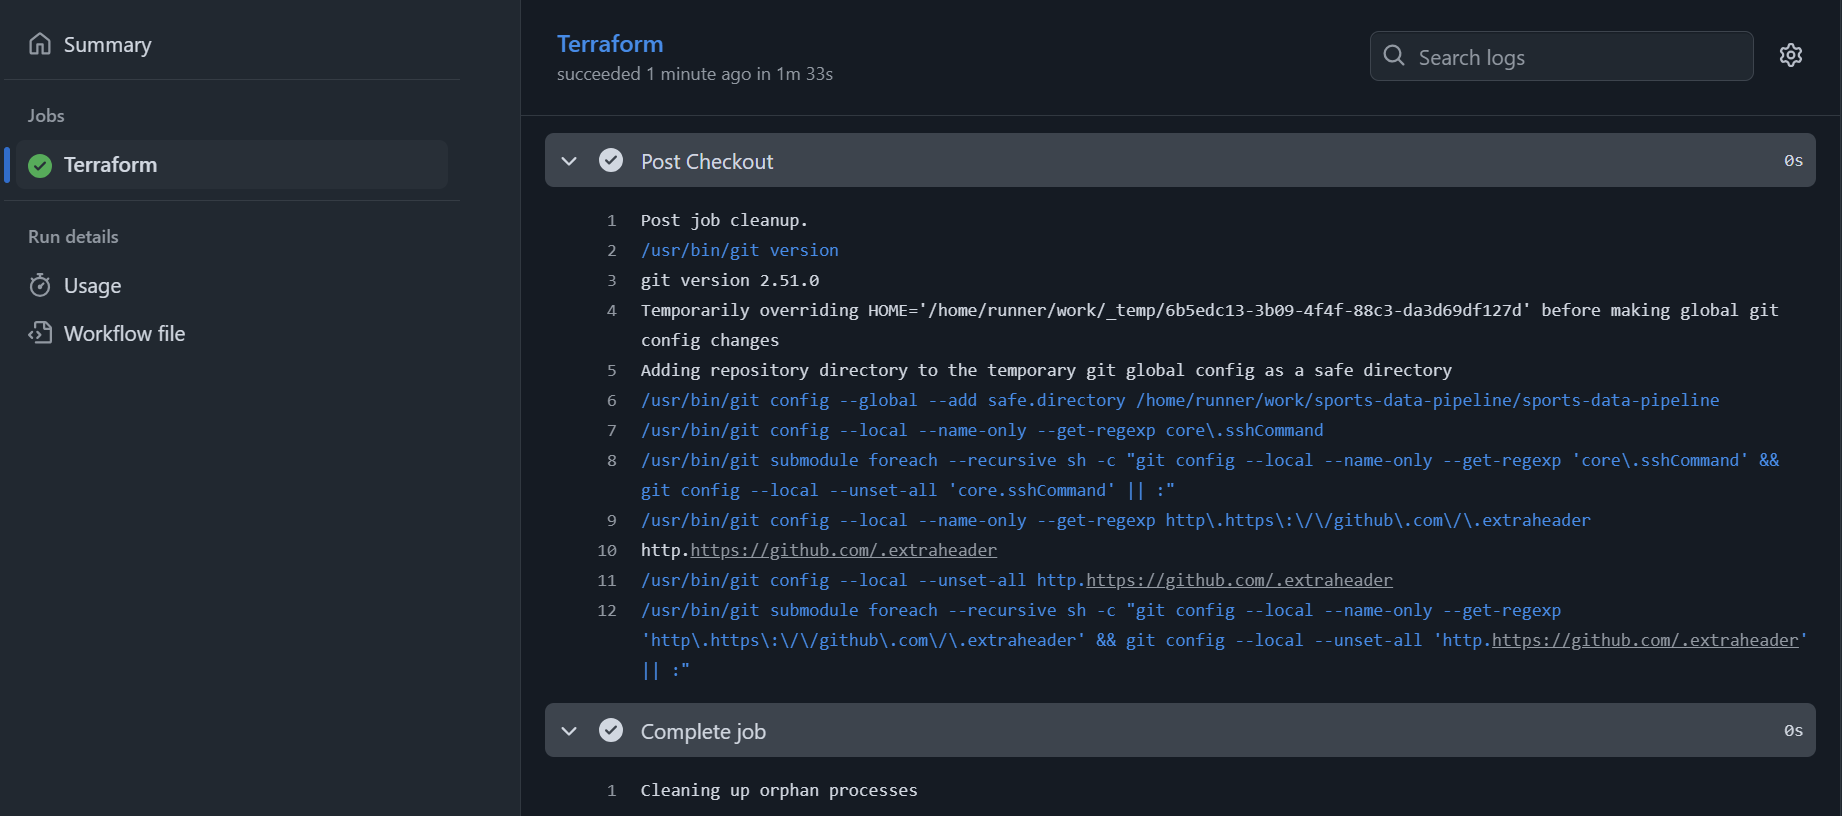 Summary
Jobs
Terraform
Run details
Usage
Workflow file
Terraform
succeeded 1 minute ago in 1m 33s
Search logs
Post Checkout 0s
1 Post job cleanup.
2 /usr/bin/git version
3 git version 2.51.0
4 Temporarily overriding HOME='/home/runner/work/_temp/6b5edc13-3b09-4f4f-88c3-da3d69df127d' before making global git
config changes
5 Adding repository directory to the temporary git global config as a safe directory
6 /usr/bin/git config --global --add safe.directory /home/runner/work/sports-data-pipeline/sports-data-pipeline
7 /usr/bin/git config --local --name-only --get-regexp core\.sshCommand
8 /usr/bin/git submodule foreach --recursive sh -c "git config --local --name-only --get-regexp 'core\.sshCommand' &&
git config --local --unset-all 'core.sshCommand' || :"
9 /usr/bin/git config --local --name-only --get-regexp http\.https\:\/\/github\.com\/\.extraheader
10 http.https://github.com/.extraheader
11 /usr/bin/git config --local --unset-all http.https://github.com/.extraheader
12 /usr/bin/git submodule foreach --recursive sh -c "git config --local --name-only --get-regexp
'http\.https\:\/\/github\.com\/\.extraheader' && git config --local --unset-all 'http.https://github.com/.extraheader'
|| :"
Complete job 0s
1 Cleaning up orphan processes